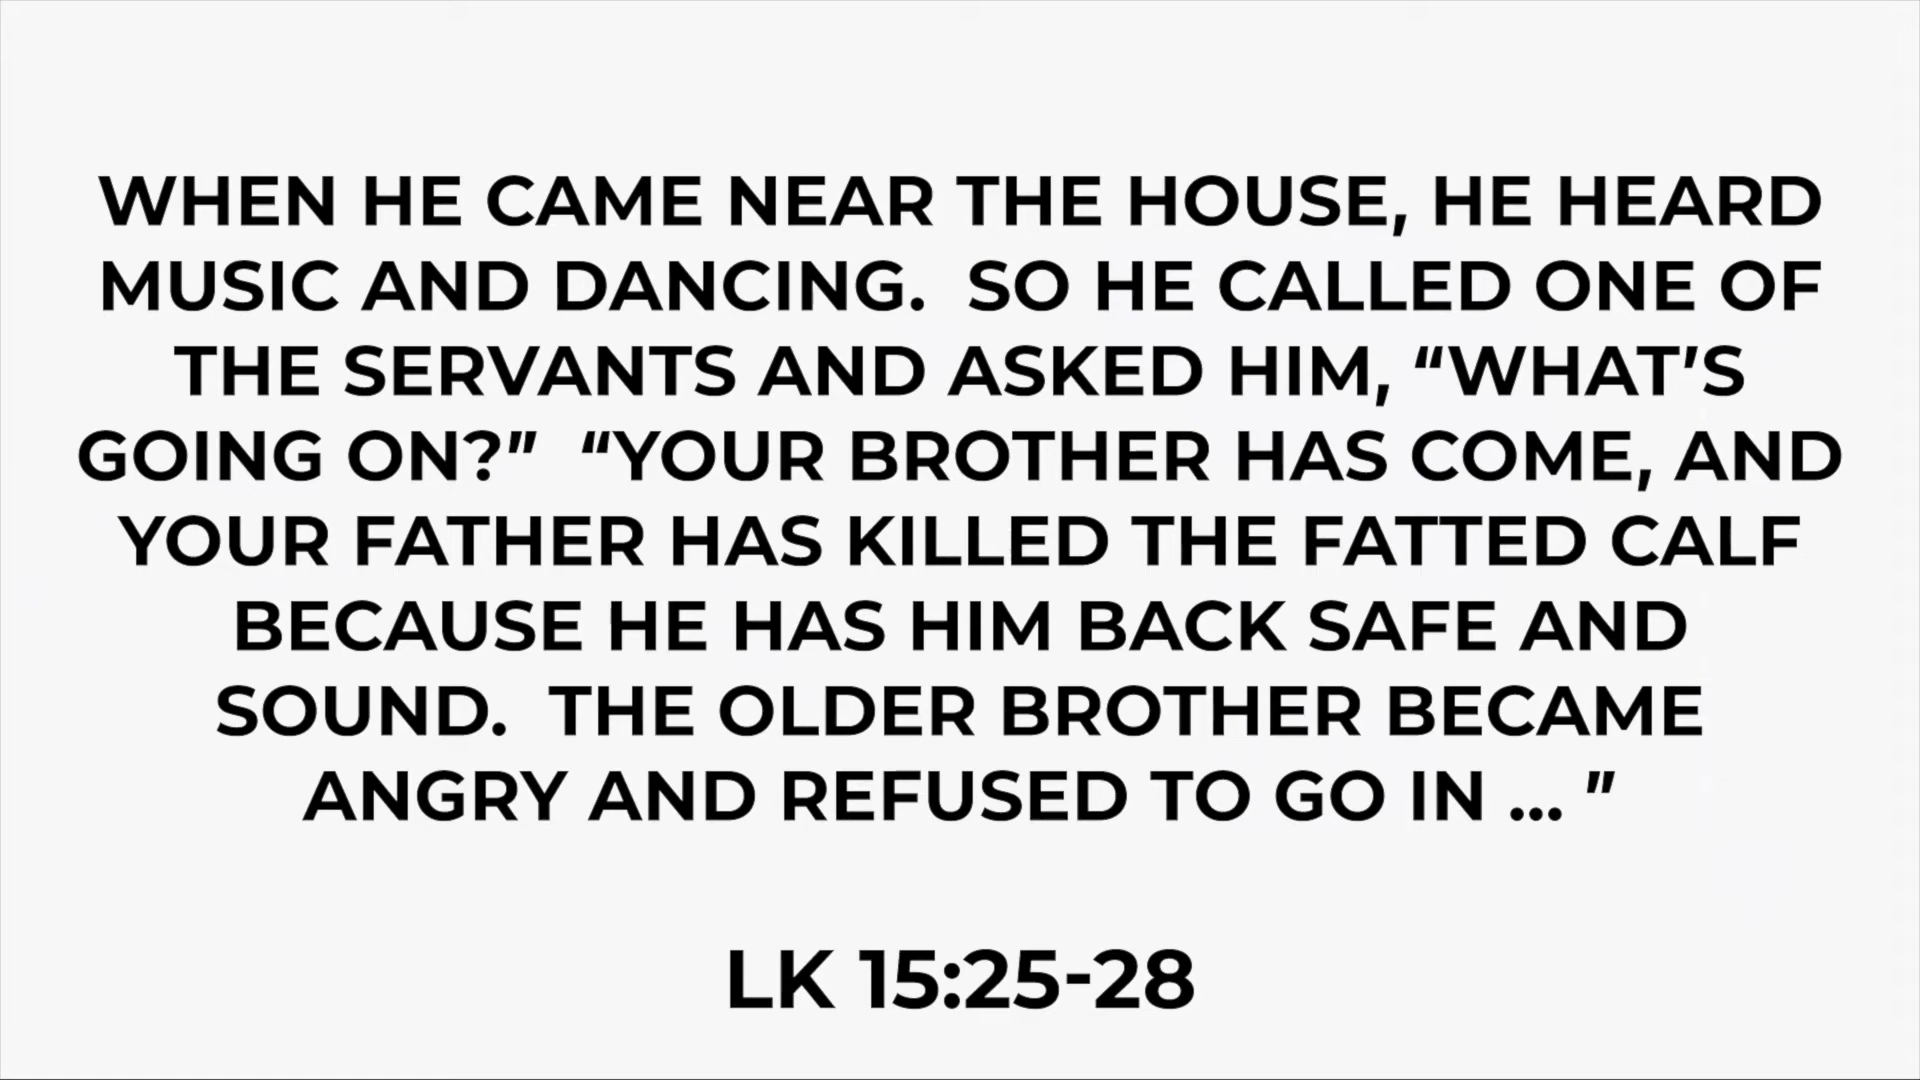 WHEN HE CAME NEAR THE HOUSE, HE HEARD
MUSIC AND DANCING.  SO HE CALLED ONE OF
THE SERVANTS AND ASKED HIM, “WHAT’S
GOING ON?”  “YOUR BROTHER HAS COME, AND
YOUR FATHER HAS KILLED THE FATTED CALF
BECAUSE HE HAS HIM BACK SAFE AND
SOUND.  THE OLDER BROTHER BECAME
ANGRY AND REFUSED TO GO IN ... ”
LK 15:25-28